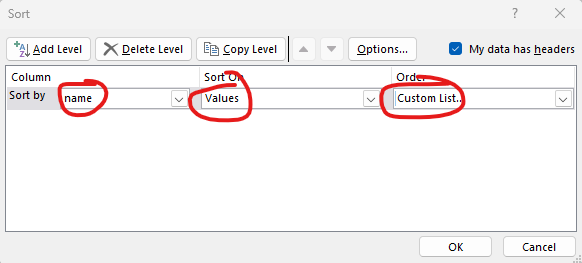 Sort ?
Add Level Delete Level Copy Level Options... My data has headers
Column Sort On Order
Sort by name Values Custom List...
OK Cancel